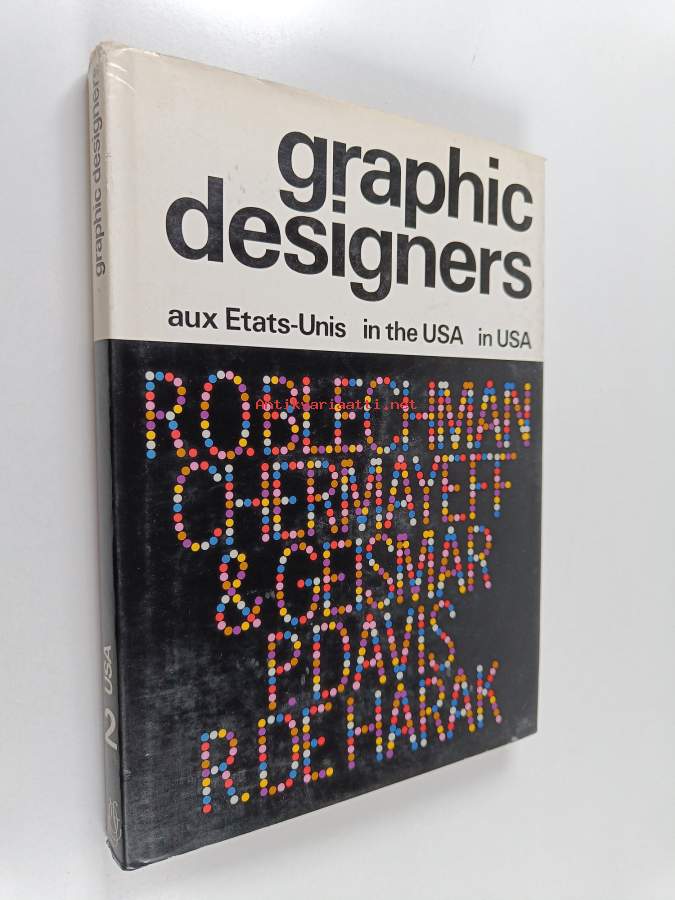 graphic designers
2 USA
graphic
designers
aux Etats-Unis in the USA in USA
R.O.BLECHMAN
Antikvariaatti.net
CHERMAYEFF
& GEISMAR
P.DAVIS
R.DE HARAK